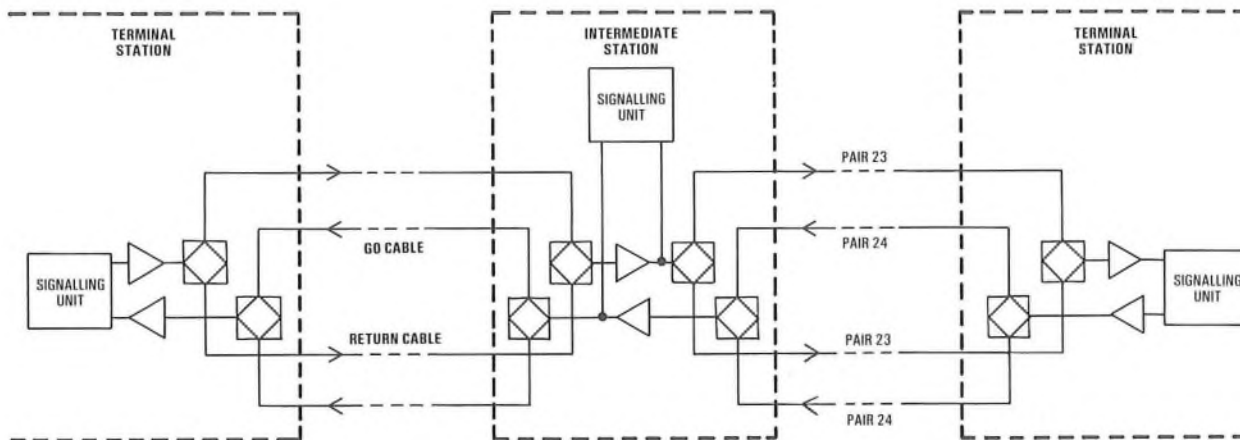 TERMINAL
STATION
INTERMEDIATE
STATION
TERMINAL
STATION
SIGNALLING
UNIT
PAIR 23
GO CABLE
PAIR 24
SIGNALLING
UNIT
SIGNALLING
UNIT
RETURN CABLE
PAIR 23
PAIR 24